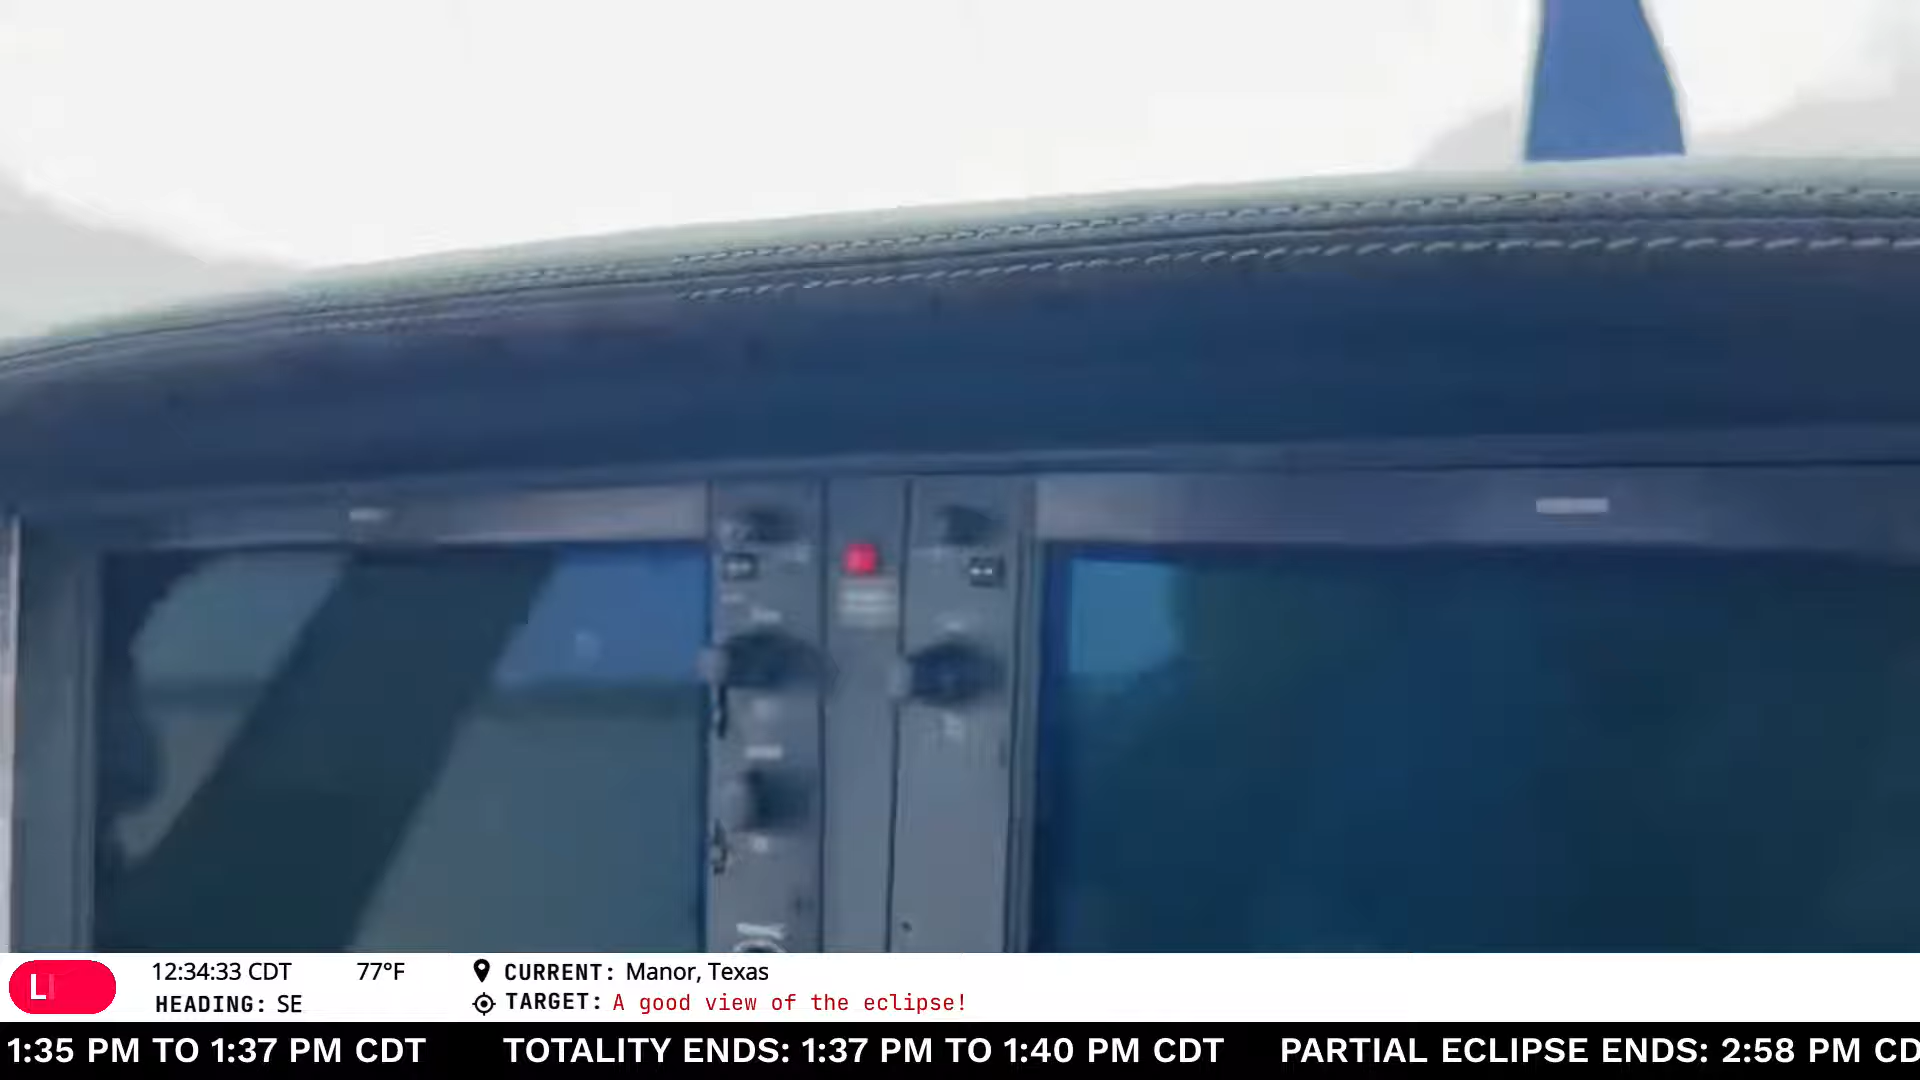 L
12:34:33 CDT 77°F
HEADING: SE
CURRENT: Manor, Texas
TARGET: A good view of the eclipse!
1:35 PM TO 1:37 PM CDT TOTALITY ENDS: 1:37 PM TO 1:40 PM CDT PARTIAL ECLIPSE ENDS: 2:58 PM CD